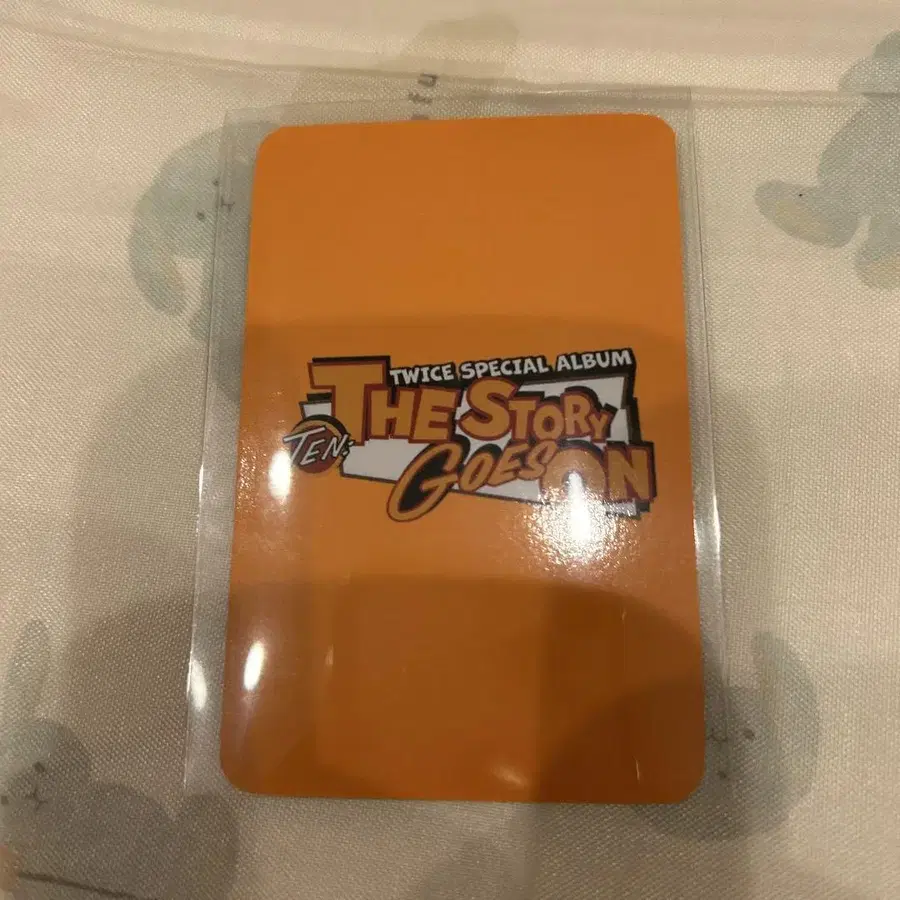 TWICE SPECIAL ALBUM
TEN: THE STORY
GOES ON